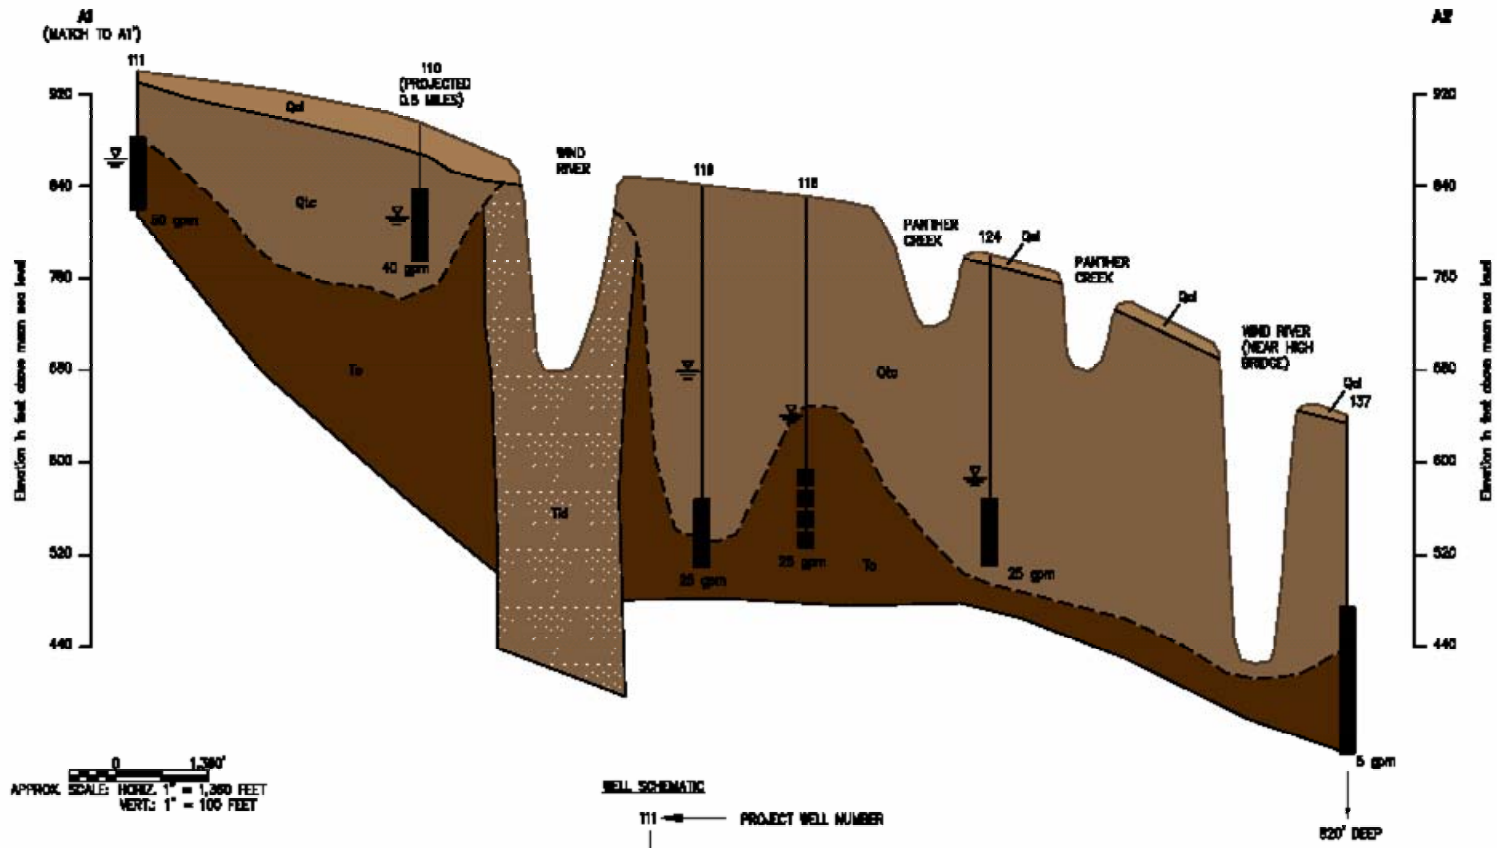 A1
(MATCH TO A1')
A2'
111
110
(PROJECTED
0.5 MILES)
920
920
Qal
WIND
RIVER
119
118
840
840
50 gpm
Qtc
40 gpm
PANTHER
CREEK
124
Qal
PANTHER
CREEK
760
760
Qal
WIND RIVER
(NEAR HIGH
BRIDGE)
To
680
Qtc
680
Qal
137
600
600
Elevation in feet above mean sea level
Elevation in feet above mean sea level
Tid
520
25 gpm
25 gpm
To
25 gpm
520
440
440
5 gpm
0 1,360'
APPROX. SCALE: HORIZ. 1" = 1,360 FEET
VERT.: 1" = 100 FEET
WELL SCHEMATIC
111
PROJECT WELL NUMBER
820' DEEP